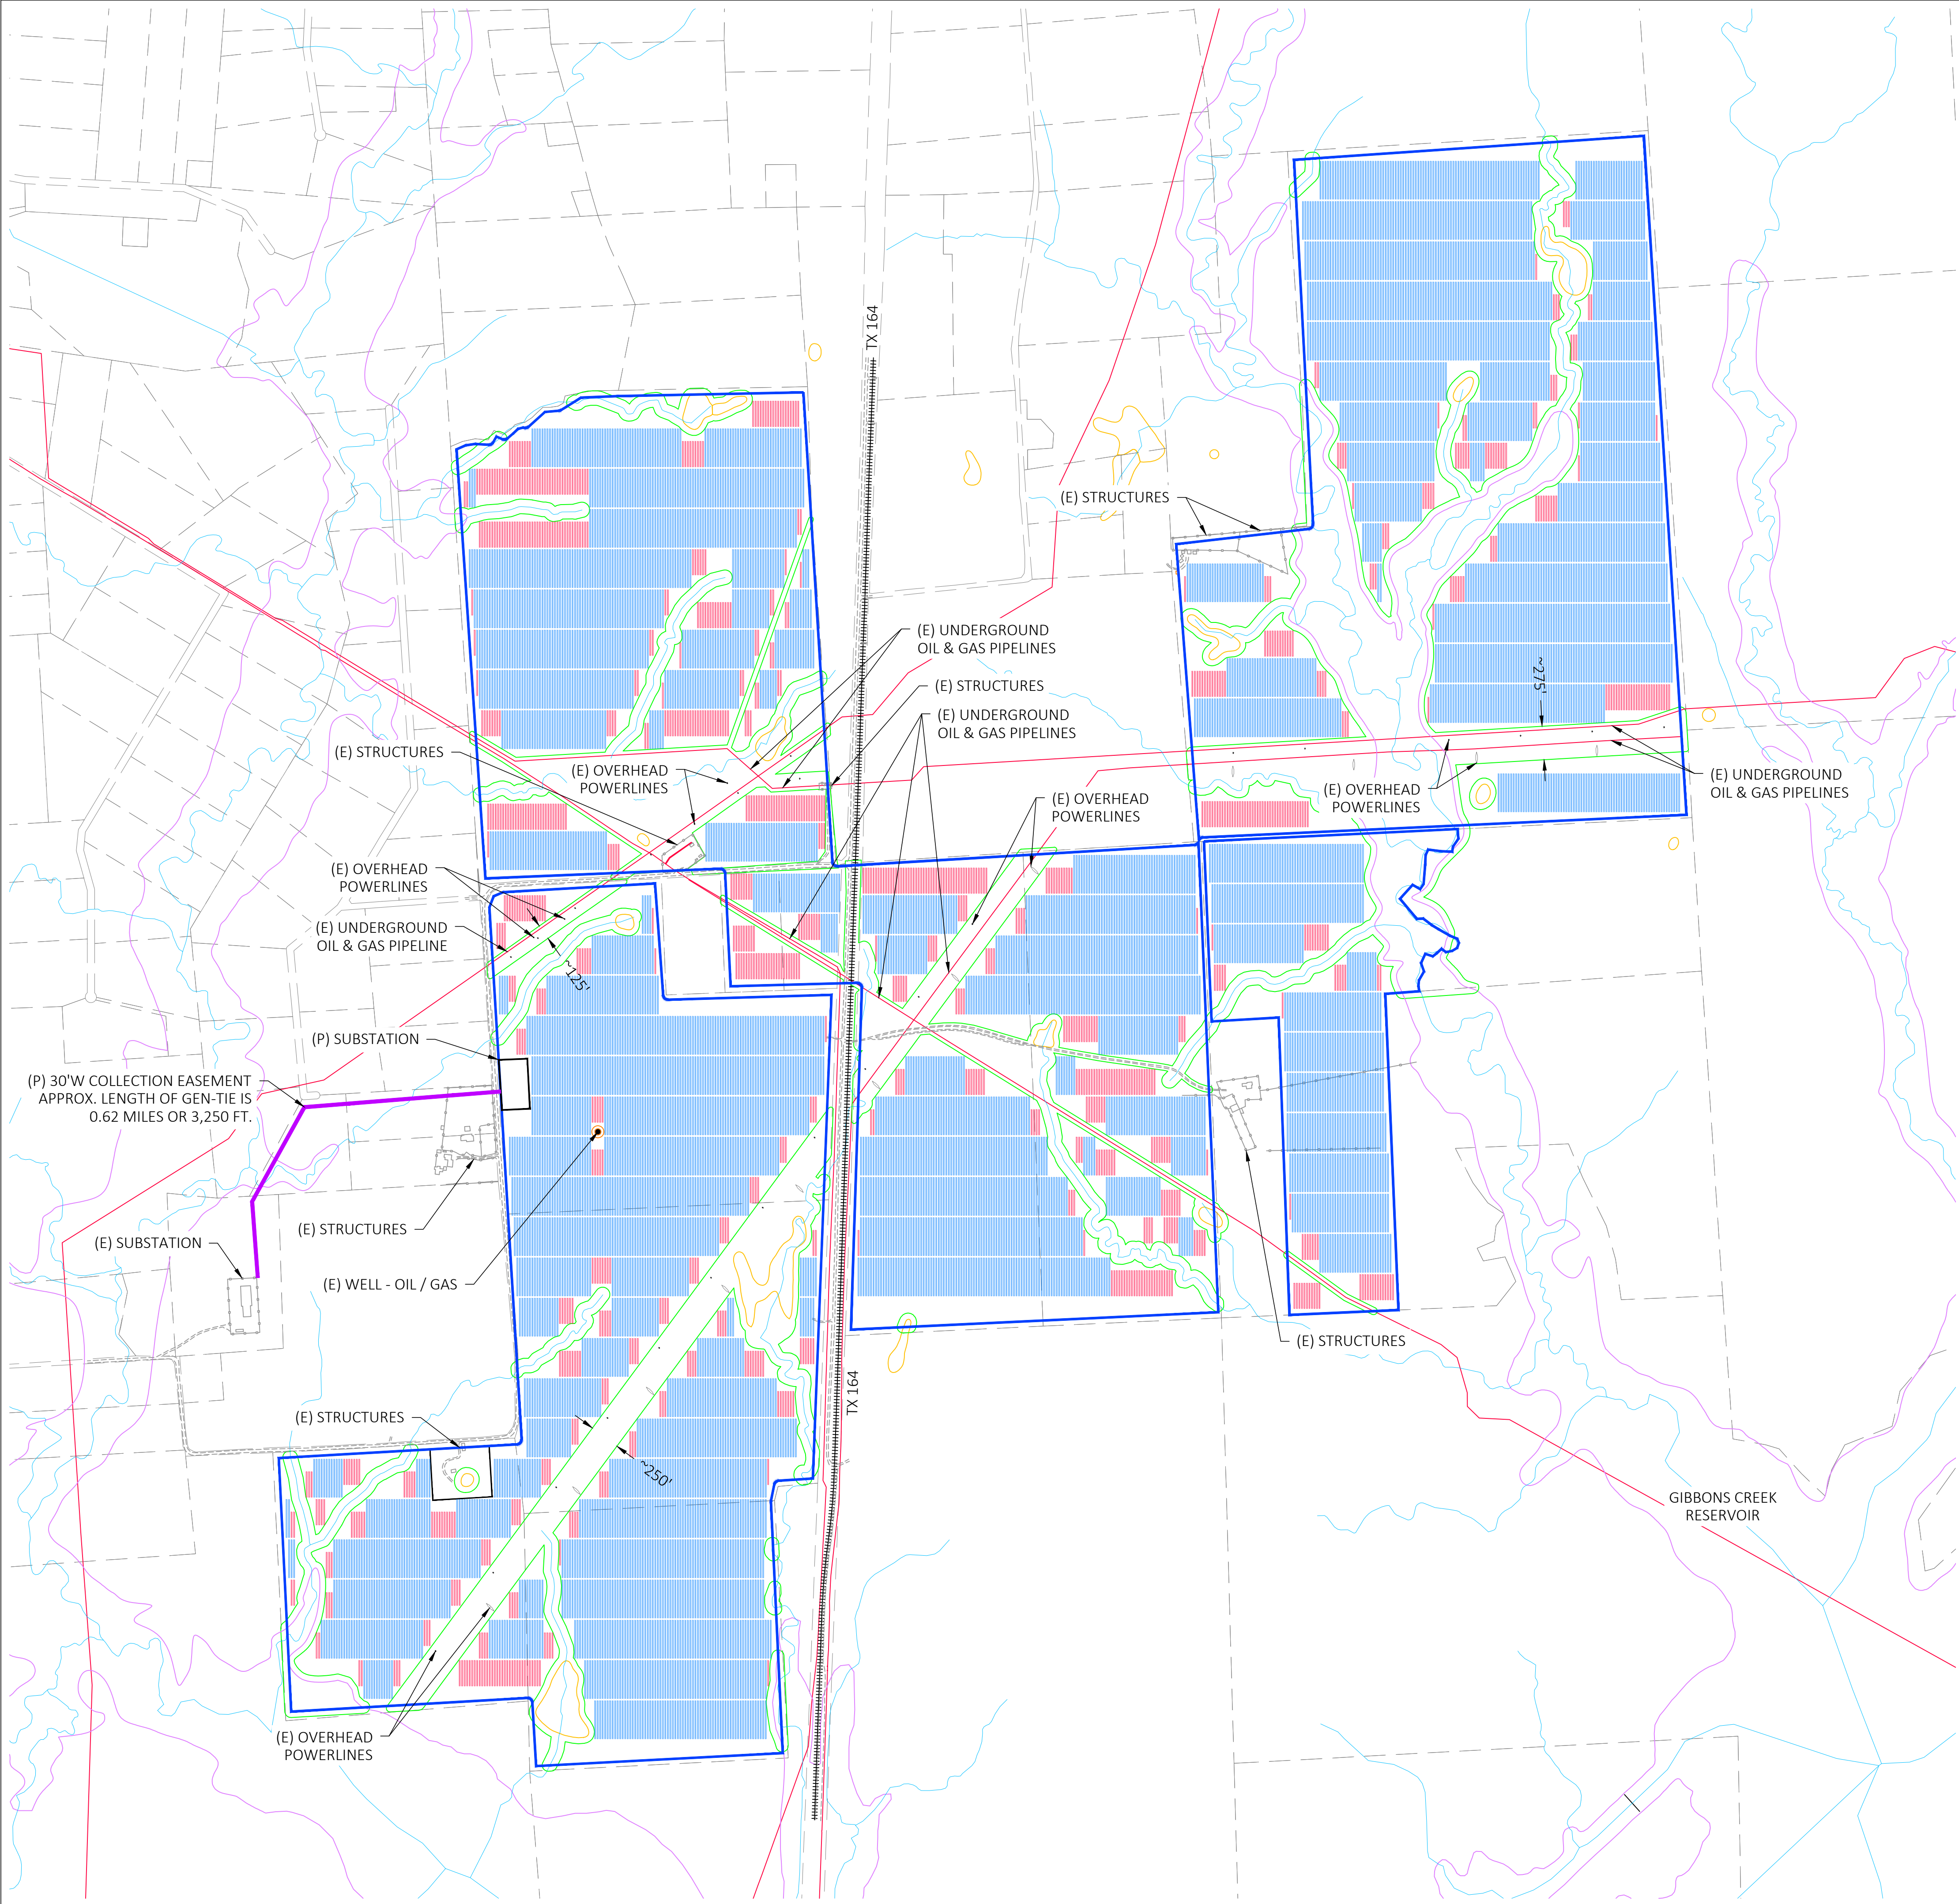 TX 164
(E) STRUCTURES
(E) UNDERGROUND
OIL & GAS PIPELINES
(E) STRUCTURES
(E) UNDERGROUND
OIL & GAS PIPELINES
~275'
(E) STRUCTURES
(E) OVERHEAD
POWERLINES
(E) OVERHEAD
POWERLINES
(E) OVERHEAD
POWERLINES
(E) UNDERGROUND
OIL & GAS PIPELINES
(E) OVERHEAD
POWERLINES
(E) UNDERGROUND
OIL & GAS PIPELINE
~125'
(P) SUBSTATION
(P) 30'W COLLECTION EASEMENT
APPROX. LENGTH OF GEN-TIE IS
0.62 MILES OR 3,250 FT.
(E) STRUCTURES
(E) SUBSTATION
(E) WELL - OIL / GAS
(E) STRUCTURES
TX 164
(E) STRUCTURES
~250'
GIBBONS CREEK
RESERVOIR
(E) OVERHEAD
POWERLINES